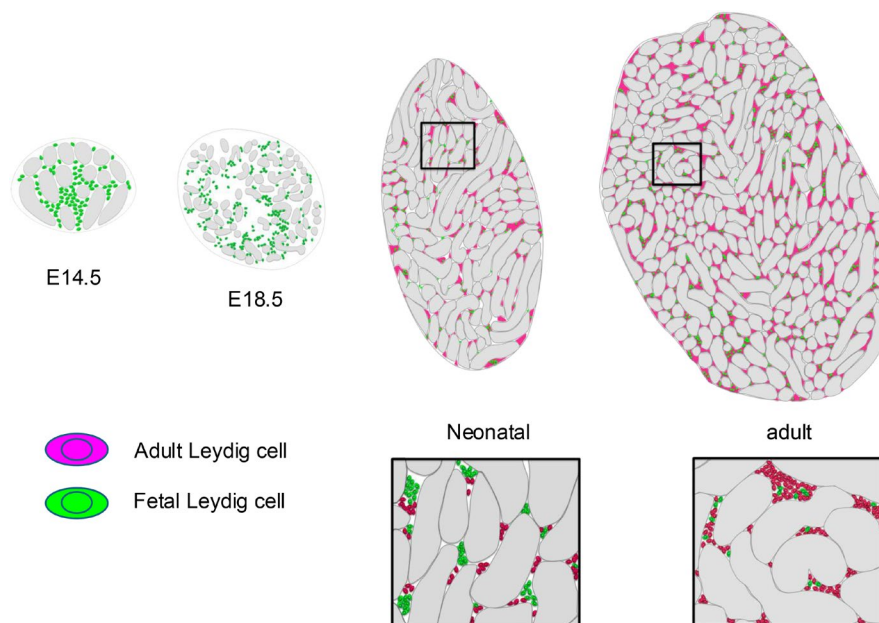 E14.5
E18.5
Neonatal
adult
Adult Leydig cell
Fetal Leydig cell